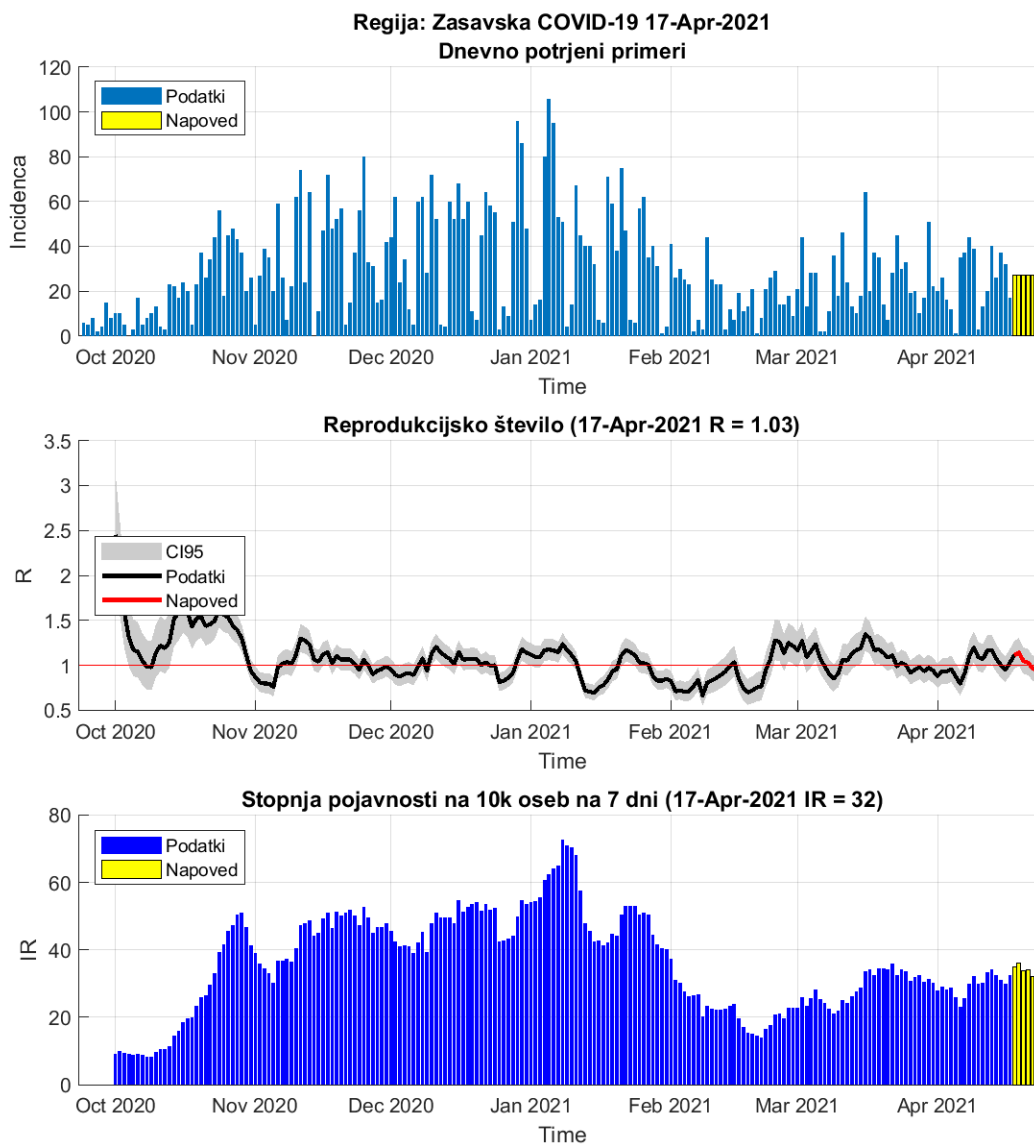 Regija: Zasavska COVID-19 17-Apr-2021
Dnevno potrjeni primeri
120
100
80
60
40
20
0
Incidenca
Podatki
Napoved
Oct 2020 Nov 2020 Dec 2020 Jan 2021 Feb 2021 Mar 2021 Apr 2021
Time
Reprodukcijsko število (17-Apr-2021 R = 1.03)
3.5
3
2.5
2
1.5
1
0.5
R
CI95
Podatki
Napoved
Oct 2020 Nov 2020 Dec 2020 Jan 2021 Feb 2021 Mar 2021 Apr 2021
Time
Stopnja pojavnosti na 10k oseb na 7 dni (17-Apr-2021 IR = 32)
80
60
40
20
0
IR
Podatki
Napoved
Oct 2020 Nov 2020 Dec 2020 Jan 2021 Feb 2021 Mar 2021 Apr 2021
Time